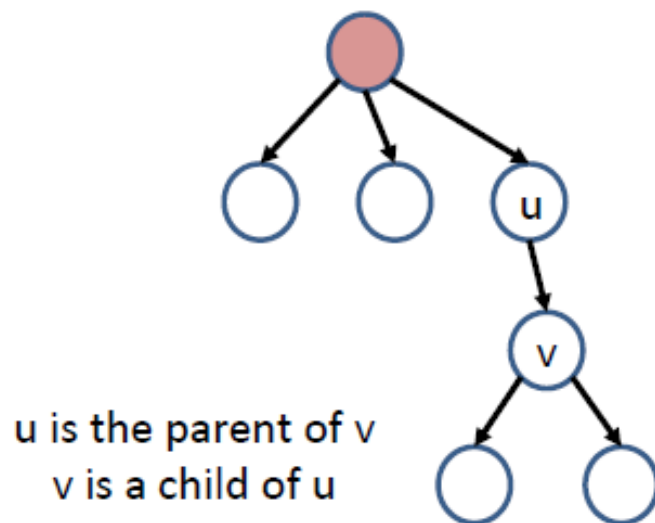 u
v
u is the parent of v
v is a child of u